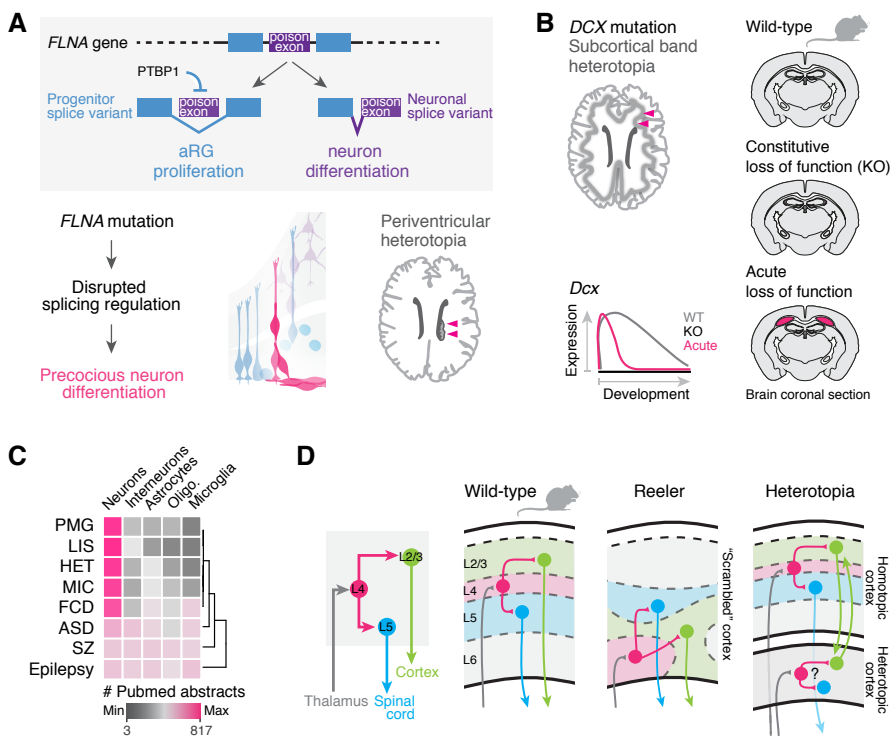 A
FLNA gene
poison
exon
PTBP1
Progenitor
splice variant
poison
exon
poison
exon
Neuronal
splice variant
aRG
proliferation
neuron
differentiation
FLNA mutation
Disrupted
splicing regulation
Precocious neuron
differentiation
Periventricular
heterotopia
B
DCX mutation
Subcortical band
heterotopia
Dcx
Expression
WT
KO
Acute
Development
Wild-type
Constitutive
loss of function (KO)
Acute
loss of function
Brain coronal section
C
Neurons
Interneurons
Astrocytes
Oligo.
Microglia
PMG
LIS
HET
MIC
FCD
ASD
SZ
Epilepsy
# Pubmed abstracts
Min
Max
3
817
D
L2/3
L4
L5
Cortex
Thalamus
Spinal
cord
Wild-type
L2/3
L4
L5
L6
Reeler
"Scrambled" cortex
Heterotopia
?
Homotopic
cortex
Heterotopic
cortex